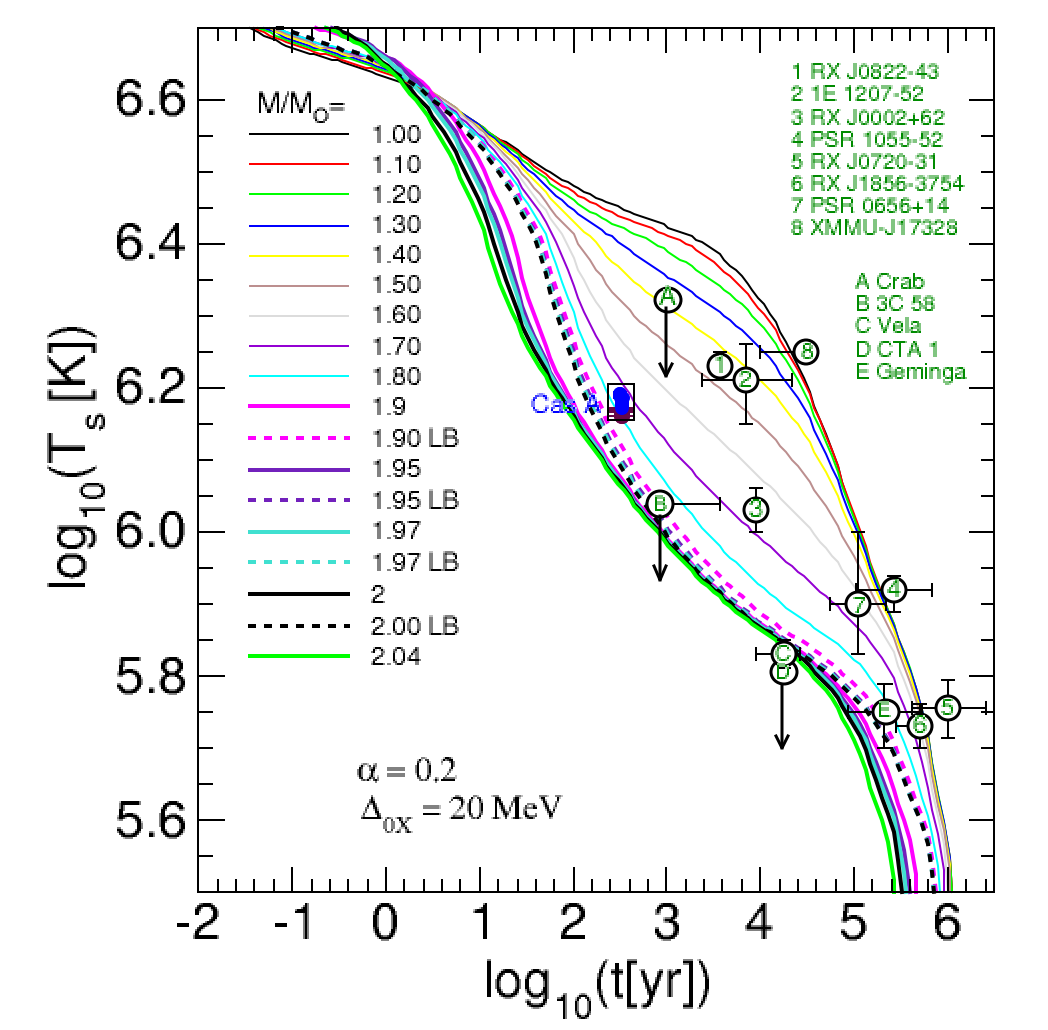 log10(Ts [K])
6.6
6.4
6.2
6.0
5.8
5.6
-2 -1 0 1 2 3 4 5 6
log10(t[yr])
M/MO=
1.00
1.10
1.20
1.30
1.40
1.50
1.60
1.70
1.80
1.9
1.90 LB
1.95
1.95 LB
1.97
1.97 LB
2
2.00 LB
2.04
α = 0.2
Δ0X = 20 MeV
1 RX J0822-43
2 1E 1207-52
3 RX J0002+62
4 PSR 1055-52
5 RX J0720-31
6 RX J1856-3754
7 PSR 0656+14
8 XMMU-J17328
A Crab
B 3C 58
C Vela
D CTA 1
E Geminga
A
8
1
2
Cas A
B
3
4
7
C
D
E
5
6